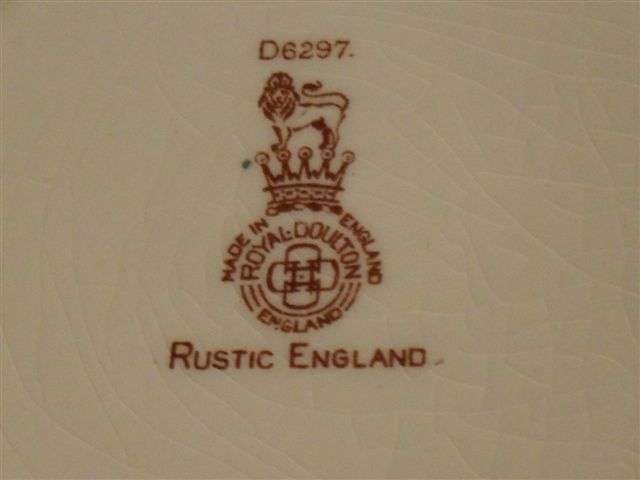 D6297.
MADE IN ENGLAND
ROYAL DOULTON
ENGLAND
RUSTIC ENGLAND